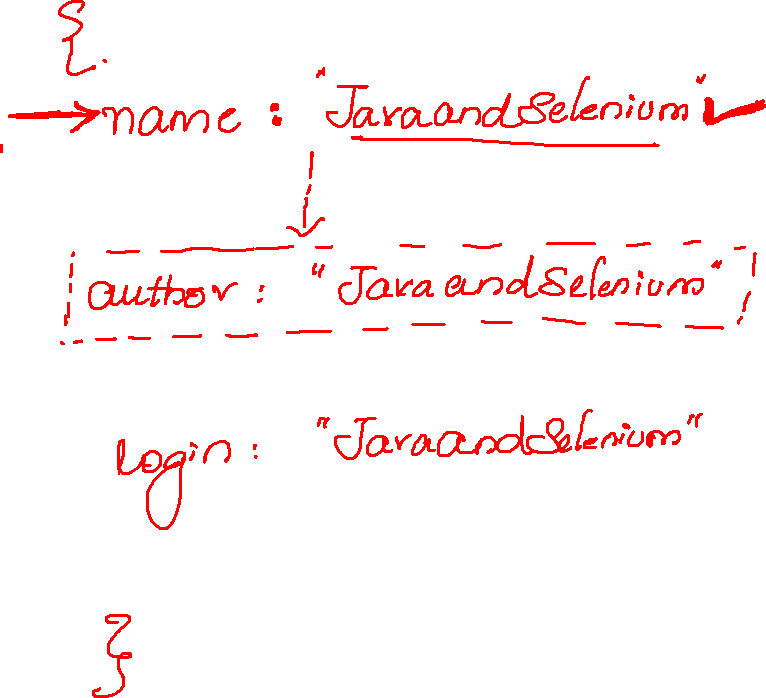 {
name : "JavaandSelenium"
author : "JavaandSelenium"
login : "JavaandSelenium"
}